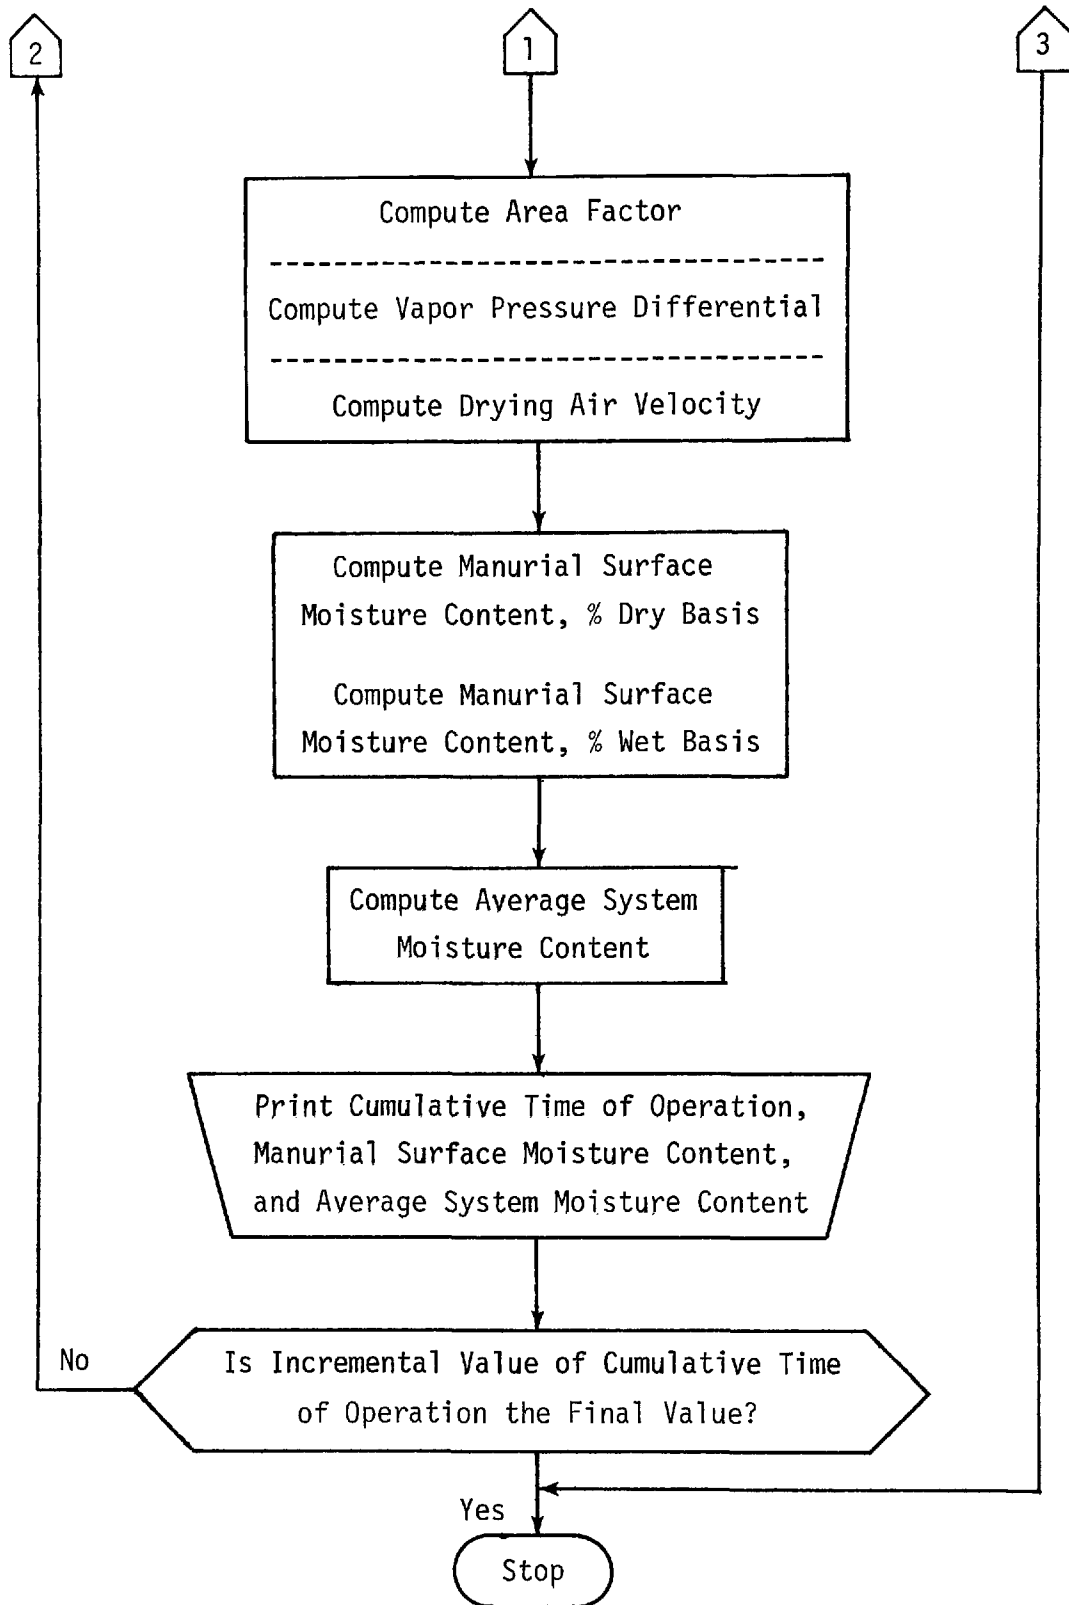 2
1
3
Compute Area Factor
Compute Vapor Pressure Differential
Compute Drying Air Velocity
Compute Manurial Surface
Moisture Content, % Dry Basis
Compute Manurial Surface
Moisture Content, % Wet Basis
Compute Average System
Moisture Content
Print Cumulative Time of Operation,
Manurial Surface Moisture Content,
and Average System Moisture Content
No
Is Incremental Value of Cumulative Time
of Operation the Final Value?
Yes
Stop